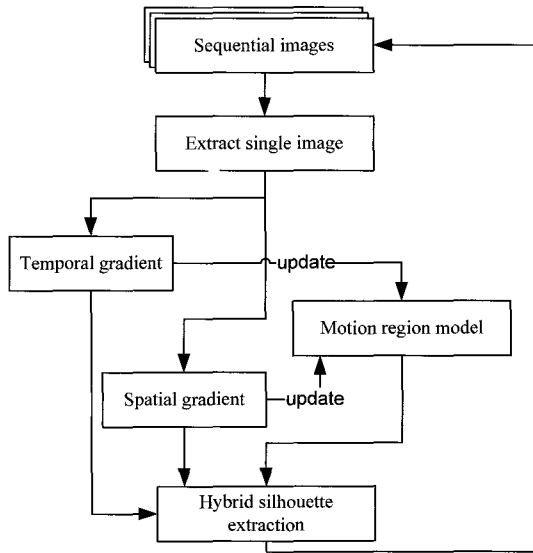 Sequential images
Extract single image
Temporal gradient
update
Motion region model
Spatial gradient
update
Hybrid silhouette
extraction